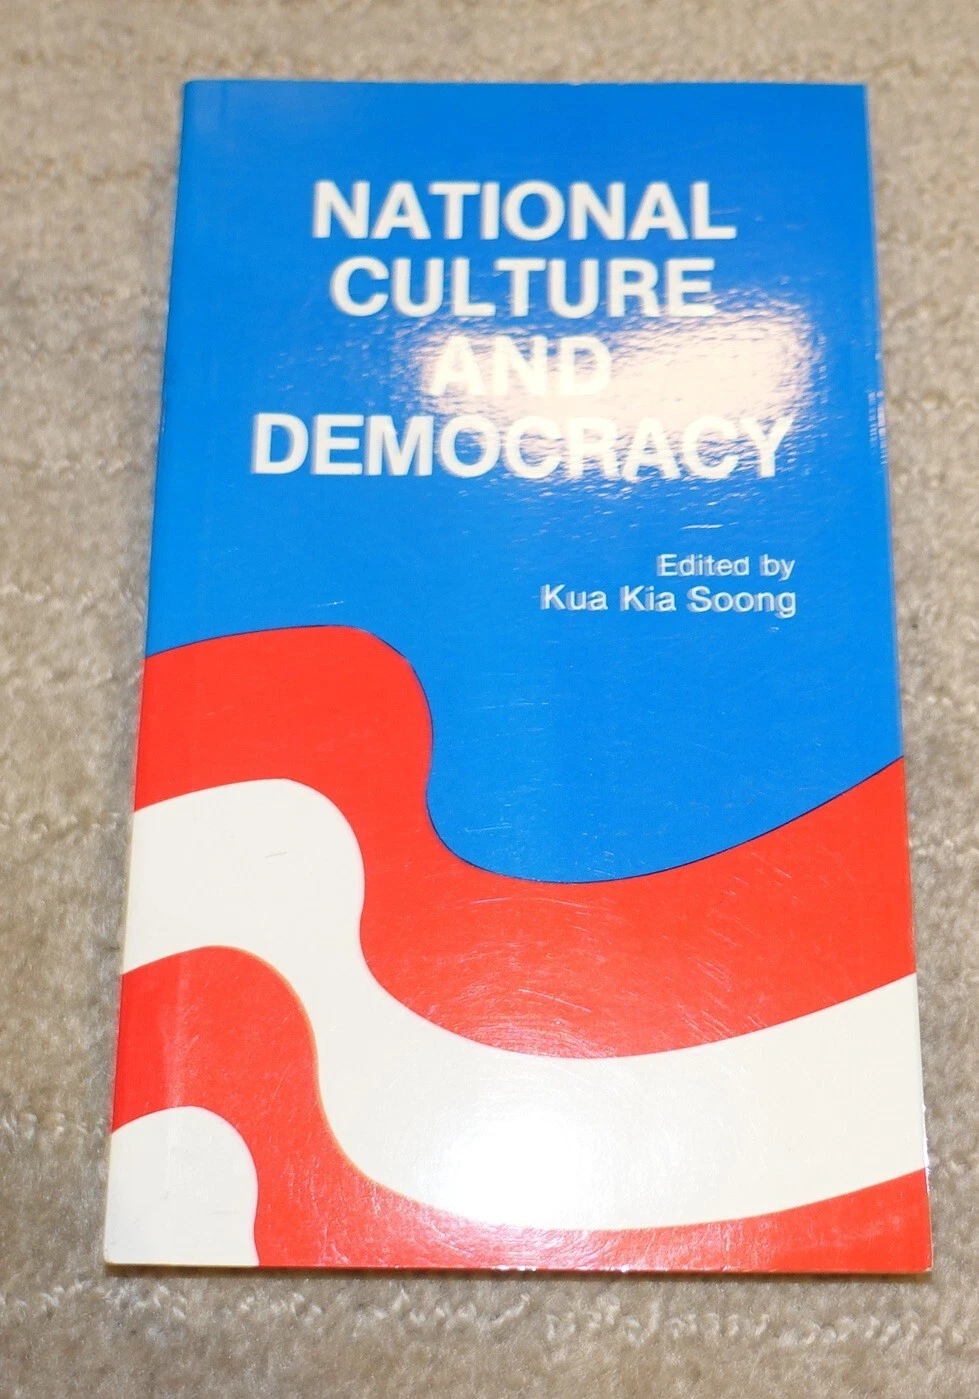 NATIONAL
CULTURE
AND
DEMOCRACY
Edited by
Kua Kia Soong